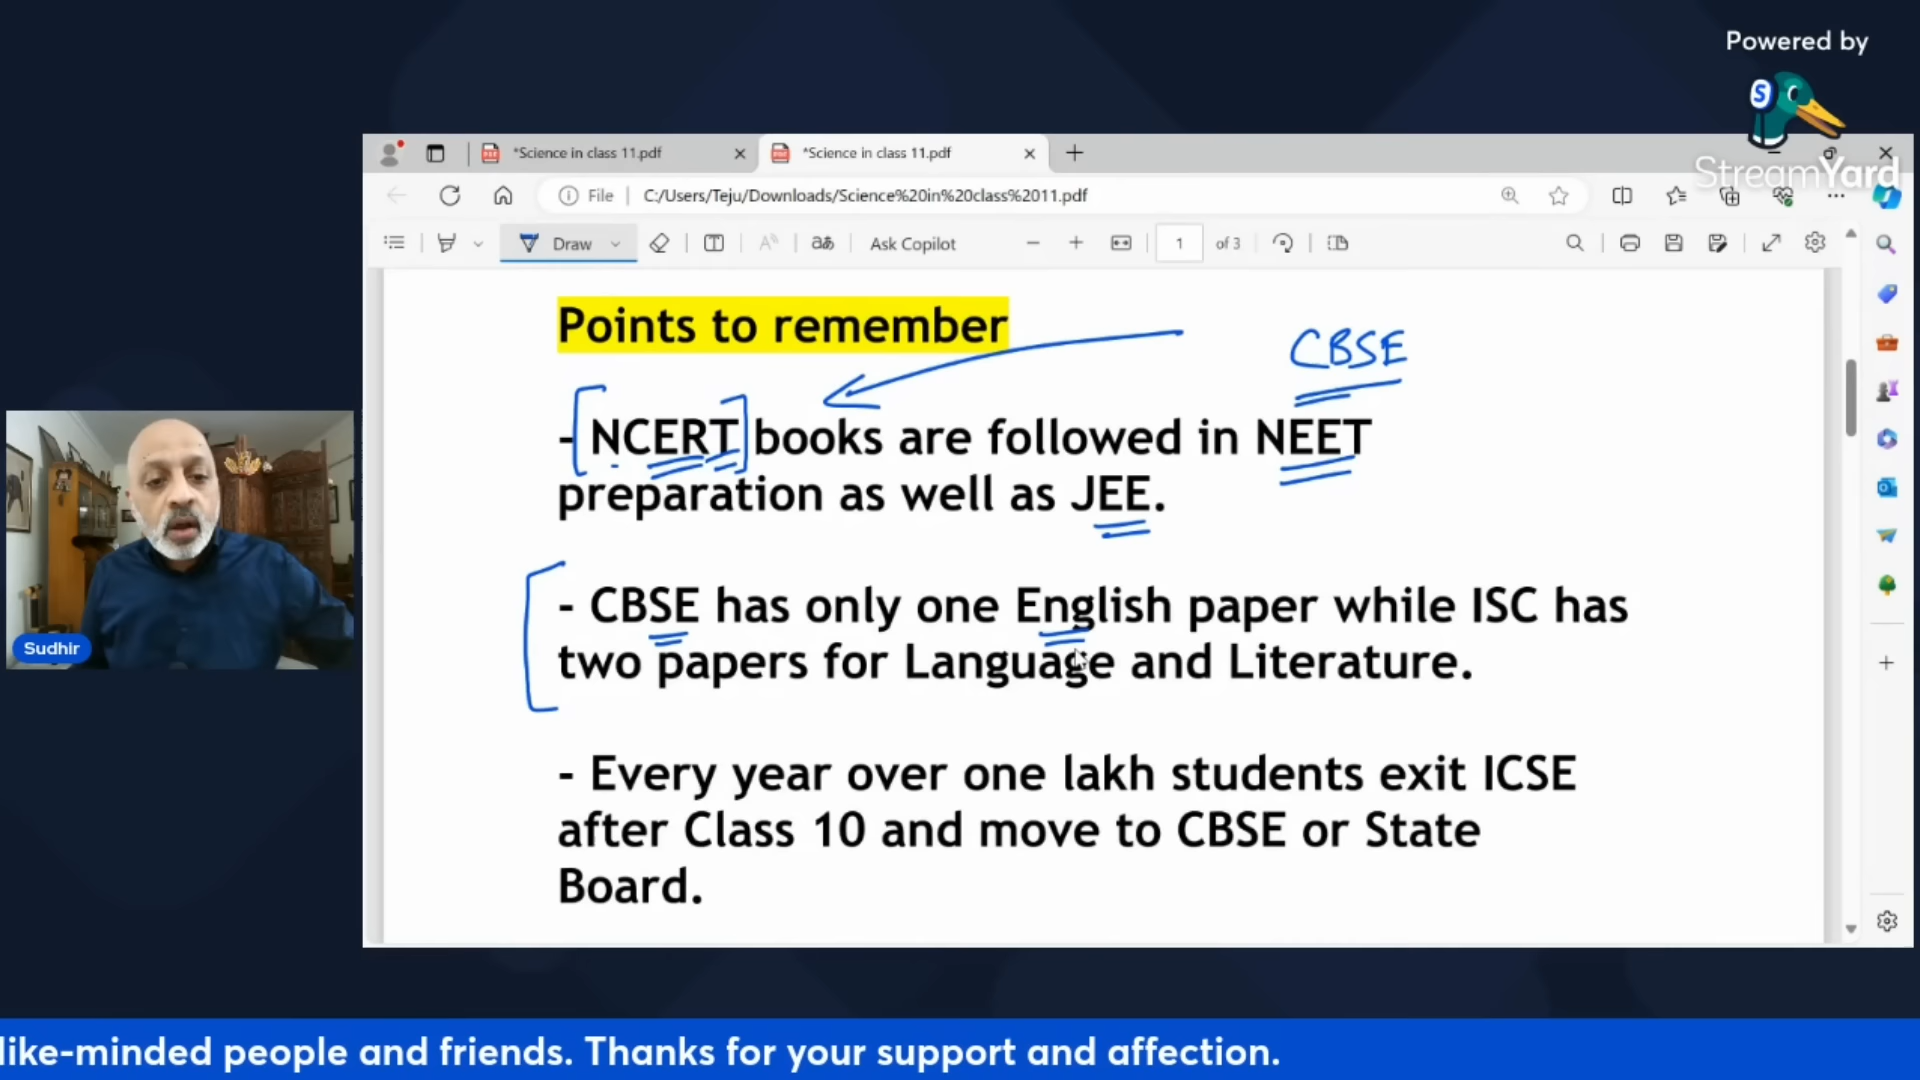 Powered by
StreamYard
*Science in class 11.pdf
*Science in class 11.pdf
File
C:/Users/Teju/Downloads/Science%20in%20class%2011.pdf
Draw
aあ
Ask Copilot
1 of 3
Points to remember
CBSE
- NCERT books are followed in NEET
preparation as well as JEE.
- CBSE has only one English paper while ISC has
two papers for Language and Literature.
- Every year over one lakh students exit ICSE
after Class 10 and move to CBSE or State
Board.
Sudhir
like-minded people and friends. Thanks for your support and affection.